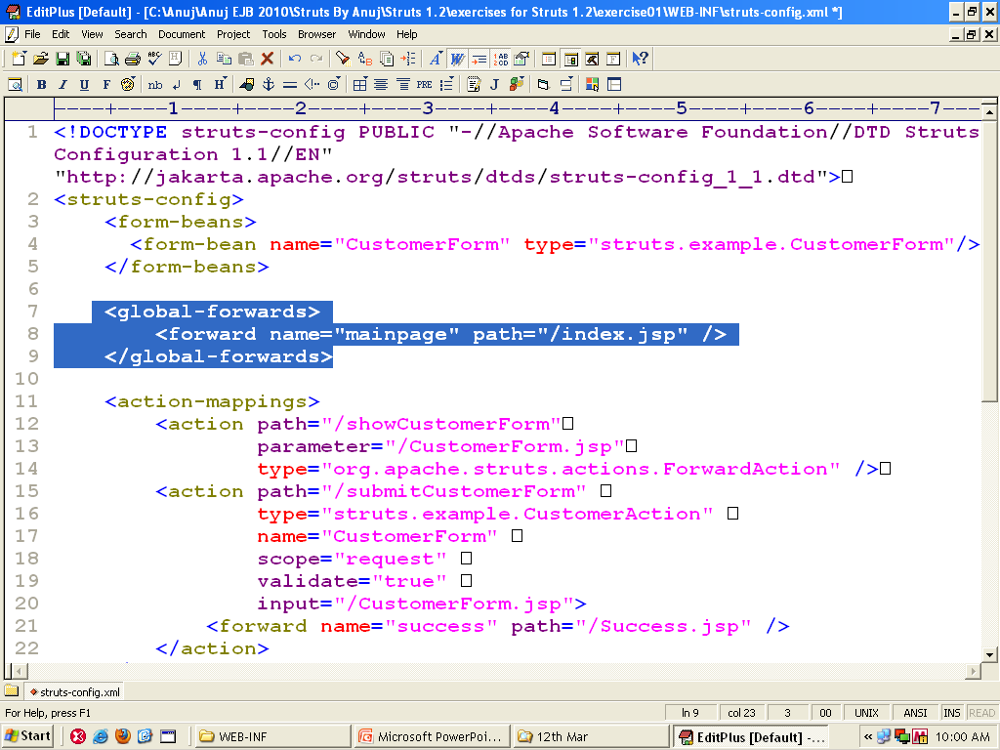 EditPlus [Default] - [C:\Anuj\Anuj EJB 2010\Struts By Anuj\Struts 1.2\exercises for Struts 1.2\exercise01\WEB-INF\struts-config.xml *]
File Edit View Search Document Project Tools Browser Window Help
----+----1----+----2----+----3----+----4----+----5----+----6----+----7---
1 <!DOCTYPE struts-config PUBLIC "-//Apache Software Foundation//DTD Struts
Configuration 1.1//EN"
"http://jakarta.apache.org/struts/dtds/struts-config_1_1.dtd">
2 <struts-config>
3 <form-beans>
4 <form-bean name="CustomerForm" type="struts.example.CustomerForm"/>
5 </form-beans>
6
7 <global-forwards>
8 <forward name="mainpage" path="/index.jsp" />
9 </global-forwards>
10
11 <action-mappings>
12 <action path="/showCustomerForm"
13 parameter="/CustomerForm.jsp"
14 type="org.apache.struts.actions.ForwardAction" />
15 <action path="/submitCustomerForm"
16 type="struts.example.CustomerAction"
17 name="CustomerForm"
18 scope="request"
19 validate="true"
20 input="/CustomerForm.jsp">
21 <forward name="success" path="/Success.jsp" />
22 </action>
struts-config.xml
For Help, press F1 ln 9 col 23 3 00 UNIX ANSI INS READ
Start WEB-INF Microsoft PowerPoi... 12th Mar EditPlus [Default] -... « 10:00 AM